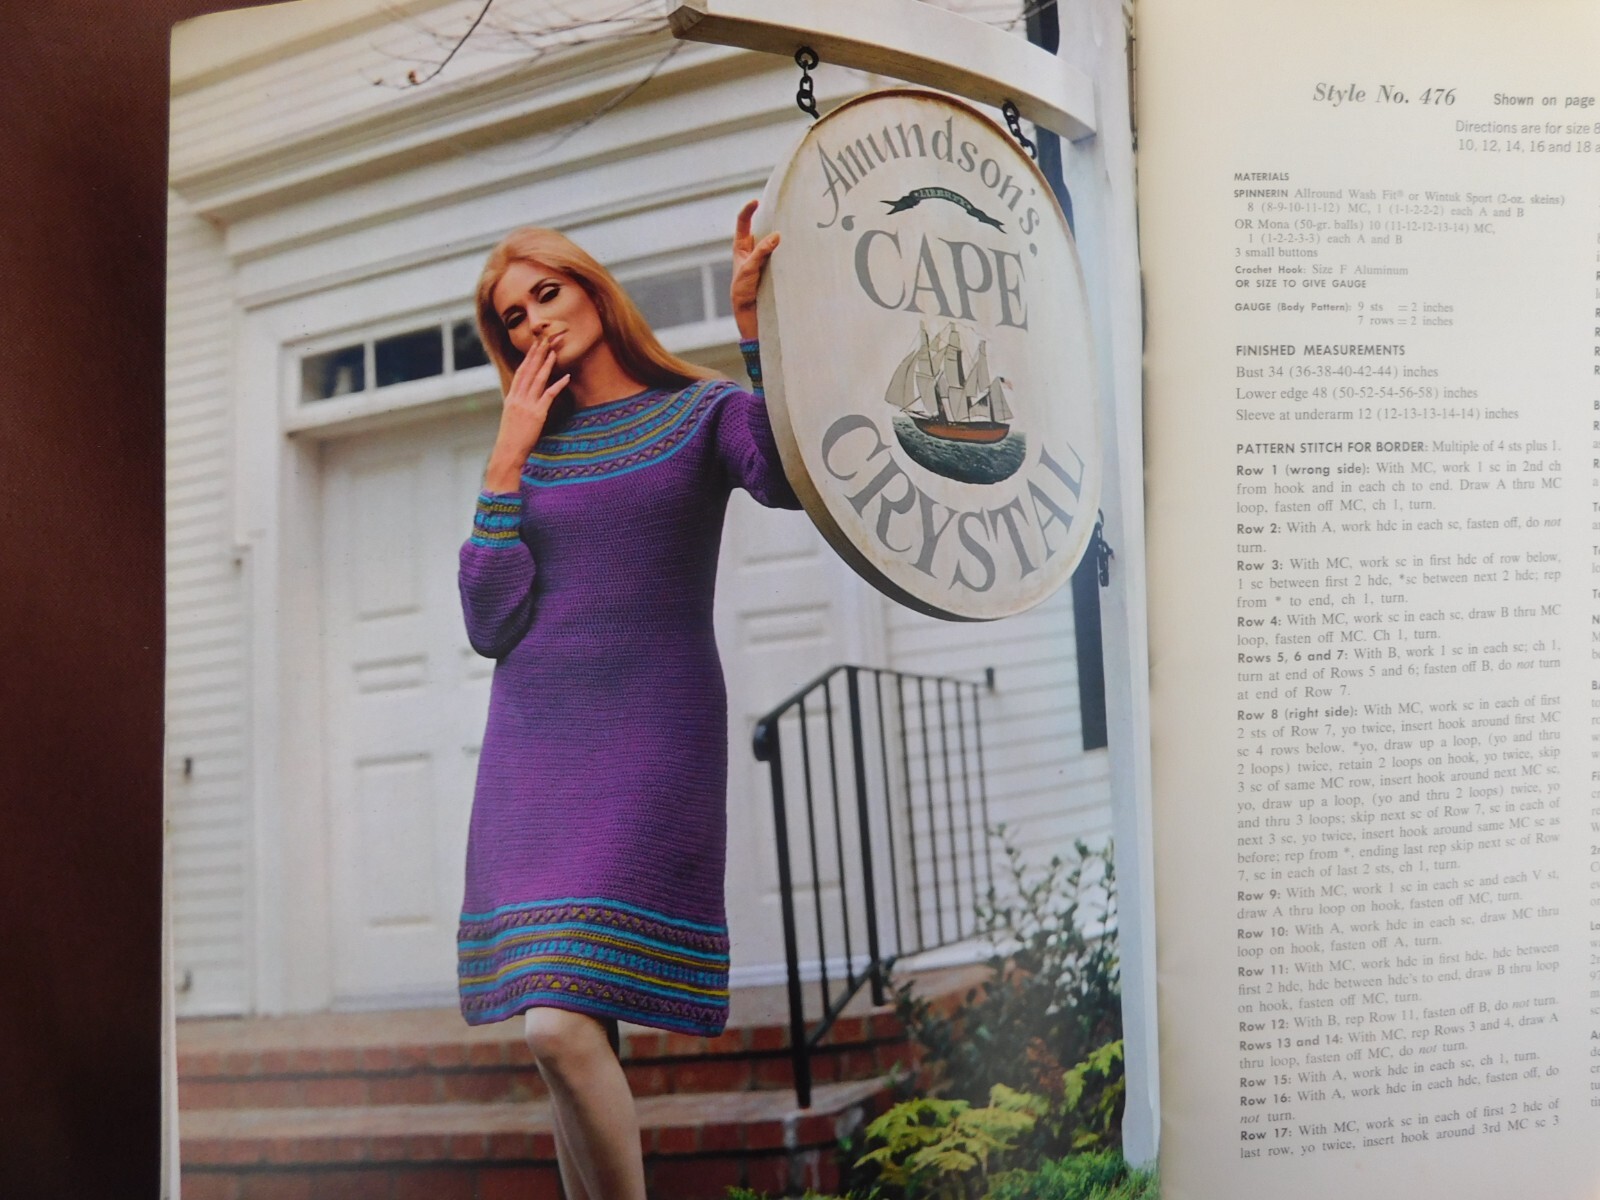 Amundson's
LIBERTY
'CAPE'
CRYSTAL
Style No. 476 Shown on page
Directions are for size 8
10, 12, 14, 16 and 18 a
MATERIALS
SPINNERIN Allround Wash Fit® or Wintuk Sport (2-oz. skeins)
8 (8-9-10-11-12) MC, 1 (1-1-2-2-2) each A and B
OR Mona (50-gr. balls) 10 (11-12-12-13-14) MC,
1 (1-2-2-3-3) each A and B
3 small buttons
Crochet Hook: Size F Aluminum
OR SIZE TO GIVE GAUGE
GAUGE (Body Pattern): 9 sts = 2 inches
7 rows = 2 inches
FINISHED MEASUREMENTS
Bust 34 (36-38-40-42-44) inches
Lower edge 48 (50-52-54-56-58) inches
Sleeve at underarm 12 (12-13-13-14-14) inches
PATTERN STITCH FOR BORDER: Multiple of 4 sts plus 1.
Row 1 (wrong side): With MC, work 1 sc in 2nd ch
from hook and in each ch to end. Draw A thru MC
loop, fasten off MC, ch 1, turn.
Row 2: With A, work hdc in each sc, fasten off, do not
turn.
Row 3: With MC, work sc in first hdc of row below,
1 sc between first 2 hdc, *sc between next 2 hdc; rep
from * to end, ch 1, turn.
Row 4: With MC, work sc in each sc, draw B thru MC
loop, fasten off MC. Ch 1, turn.
Rows 5, 6 and 7: With B, work 1 sc in each sc; ch 1,
turn at end of Rows 5 and 6; fasten off B, do not turn
at end of Row 7.
Row 8 (right side): With MC, work sc in each of first
2 sts of Row 7, yo twice, insert hook around first MC
sc 4 rows below, *yo, draw up a loop, (yo and thru
2 loops) twice, retain 2 loops on hook, yo twice, skip
3 sc of same MC row, insert hook around next MC sc,
yo, draw up a loop, (yo and thru 2 loops) twice, yo
and thru 3 loops; skip next sc of Row 7, sc in each of
next 3 sc, yo twice, insert hook around same MC sc as
before; rep from *, ending last rep skip next sc of Row
7, sc in each of last 2 sts, ch 1, turn.
Row 9: With MC, work 1 sc in each sc and each V st,
draw A thru loop on hook, fasten off MC, turn.
Row 10: With A, work hdc in each sc, draw MC thru
loop on hook, fasten off A, turn.
Row 11: With MC, work hdc in first hdc, hdc between
first 2 hdc, hdc between hdc's to end, draw B thru loop
on hook, fasten off MC, turn.
Row 12: With B, rep Row 11, fasten off B, do not turn.
Rows 13 and 14: With MC, rep Rows 3 and 4, draw A
thru loop, fasten off MC, do not turn.
Row 15: With A, work hdc in each sc, ch 1, turn.
Row 16: With A, work hdc in each hdc, fasten off, do
not turn.
Row 17: With MC, work sc in each of first 2 hdc of
last row, yo twice, insert hook around 3rd MC sc 3